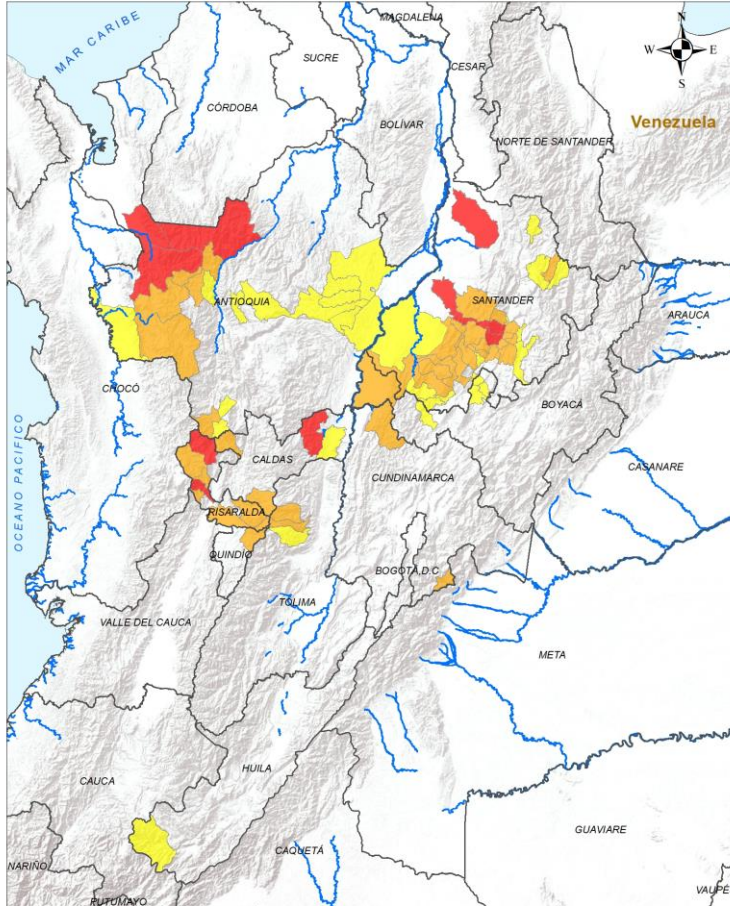 MAGDALENA
N
W E
S
MAR CARIBE
SUCRE
CESAR
CÓRDOBA
BOLÍVAR
Venezuela
NORTE DE SANTANDER
ANTIOQUIA
SANTANDER
ARAUCA
CHOCÓ
BOYACÁ
OCEANO PACIFICO
CALDAS
CUNDINAMARCA
CASANARE
RISARALDA
QUINDÍO
BOGOTÁ,D.C
TOLIMA
VALLE DEL CAUCA
META
HUILA
CAUCA
GUAVIARE
NARIÑO
CAQUETÁ
PUTUMAYO
VAUPÉ